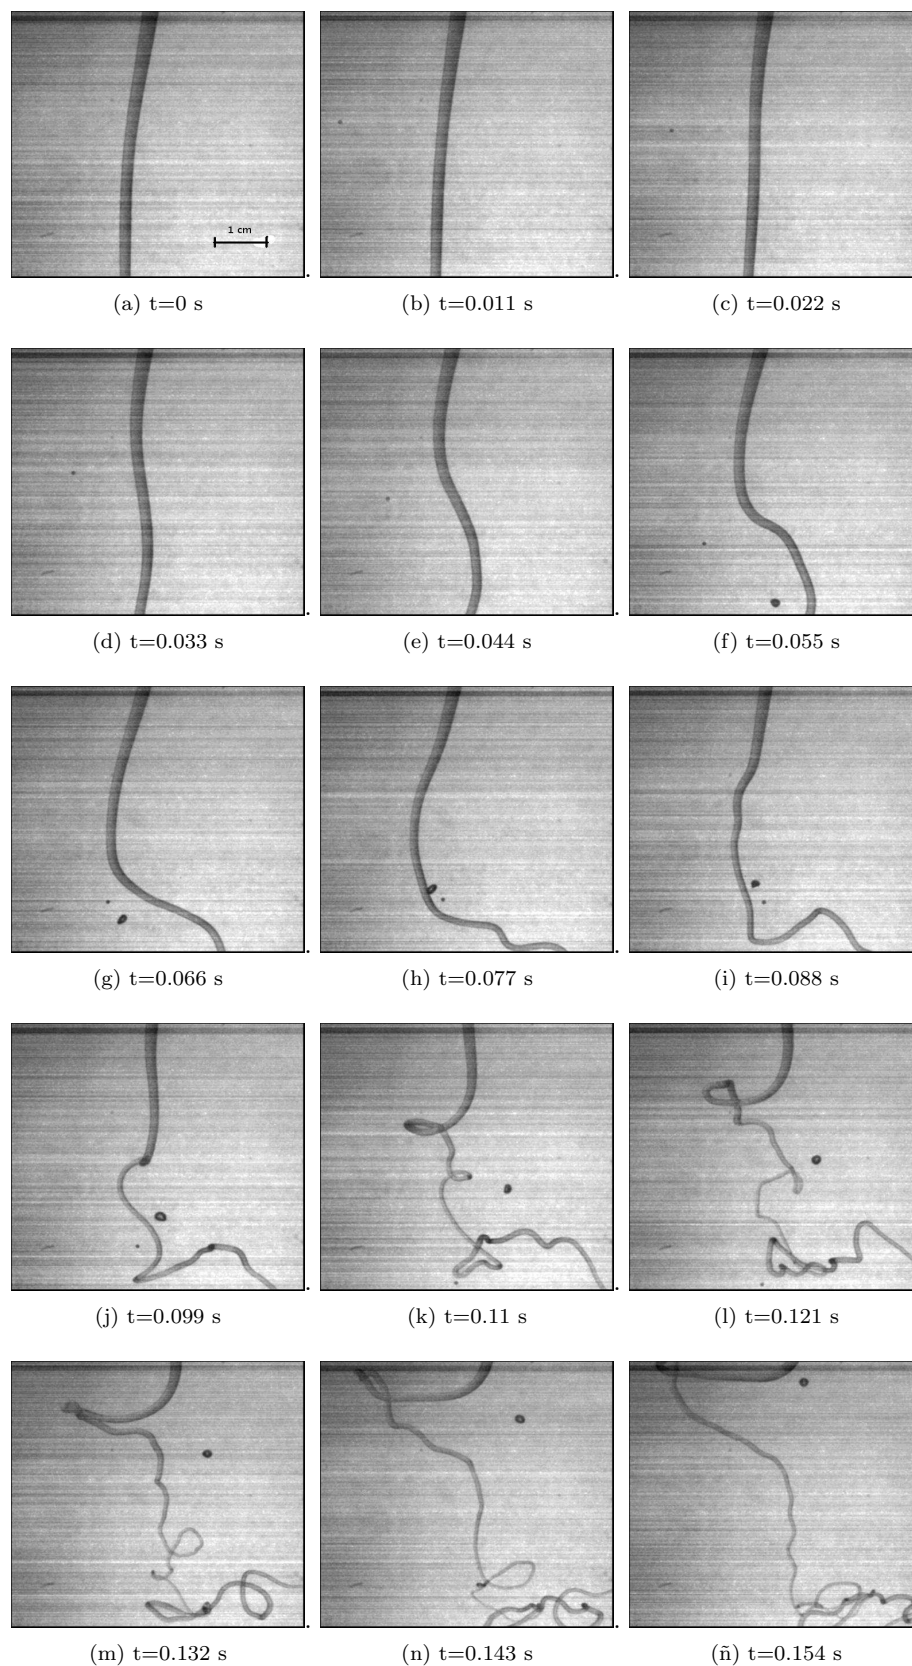 1 cm
(a) t=0 s
(b) t=0.011 s
(c) t=0.022 s
(d) t=0.033 s
(e) t=0.044 s
(f) t=0.055 s
(g) t=0.066 s
(h) t=0.077 s
(i) t=0.088 s
(j) t=0.099 s
(k) t=0.11 s
(l) t=0.121 s
(m) t=0.132 s
(n) t=0.143 s
(ñ) t=0.154 s